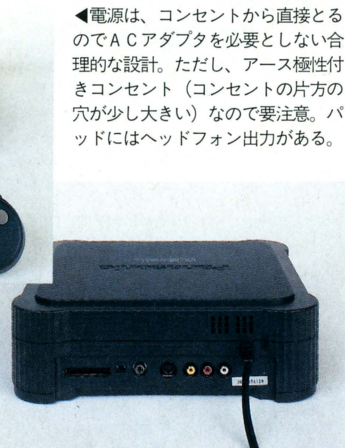 ◀電源は、コンセントから直接とる
のでＡＣアダプタを必要としない合
理的な設計。ただし、アース極性付
きコンセント（コンセントの片方の
穴が少し大きい）なので要注意。パ
ッドにはヘッドフォン出力がある。
Panasonic